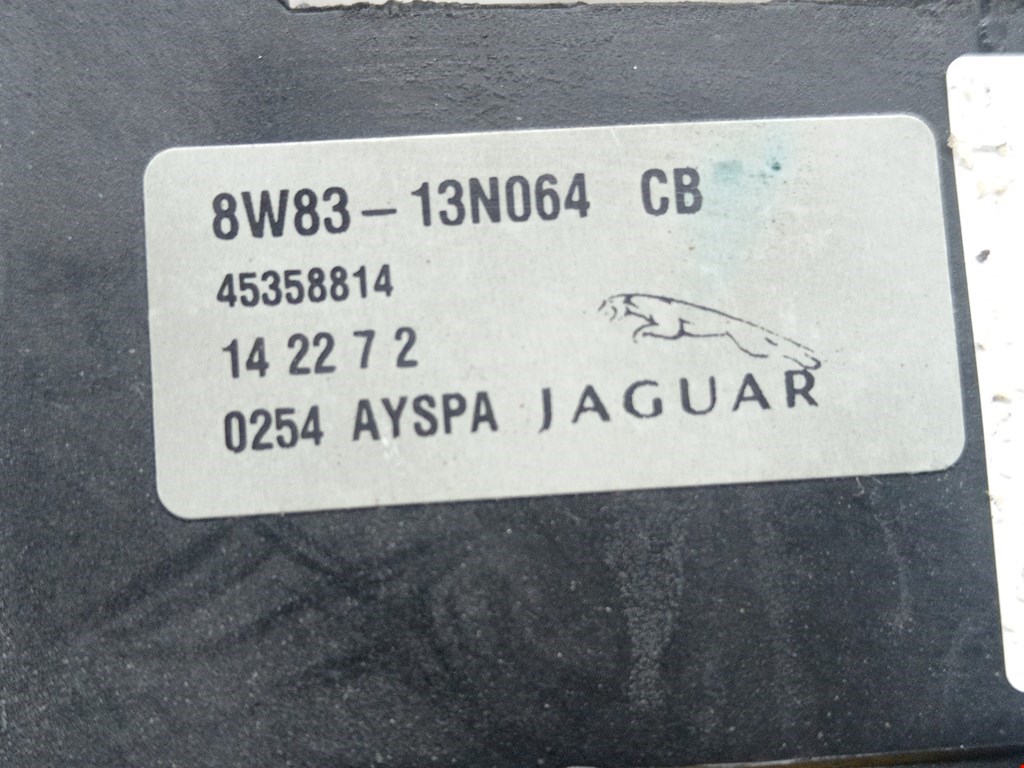 8W83-13N064 CB
45358814
14 22 7 2
0254 AYSPA JAGUAR